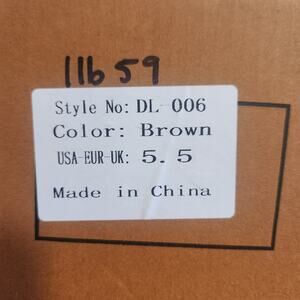 11659
Style No: DL-006
Color: Brown
USA-EUR-UK: 5.5
Made in China